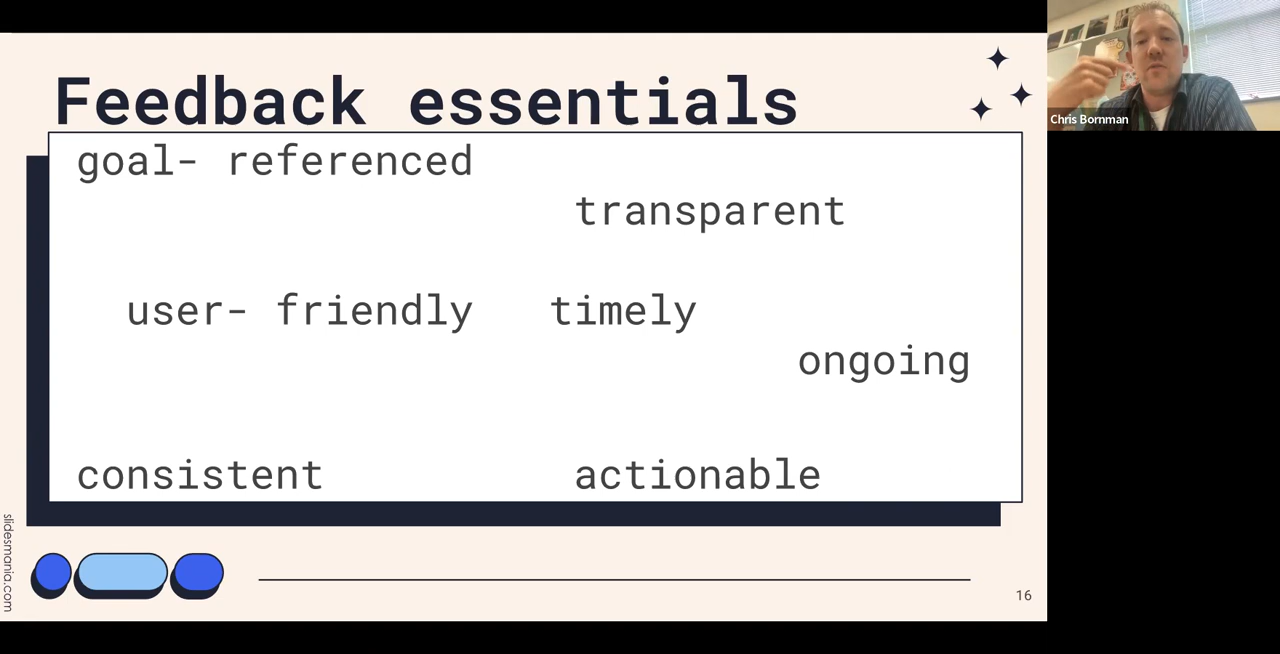 Feedback essentials
goal- referenced
transparent
user- friendly timely
ongoing
consistent actionable
slidesmania.com
16
Chris Bornman